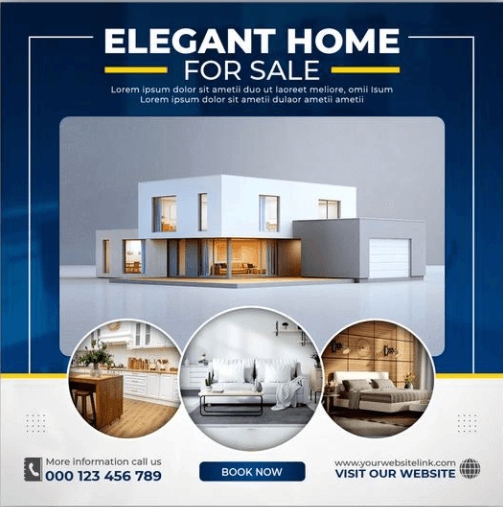 ELEGANT HOME
FOR SALE
Lorem ipsum dolor sit ametii zeelar duo ut laoreet meliore, omii Isum
Lorem ipsum dolor sit ametii dulaor ametii ametii
More information call us
000 123 456 789
BOOK NOW
www.yourwebsitelink.com
VISIT OUR WEBSITE